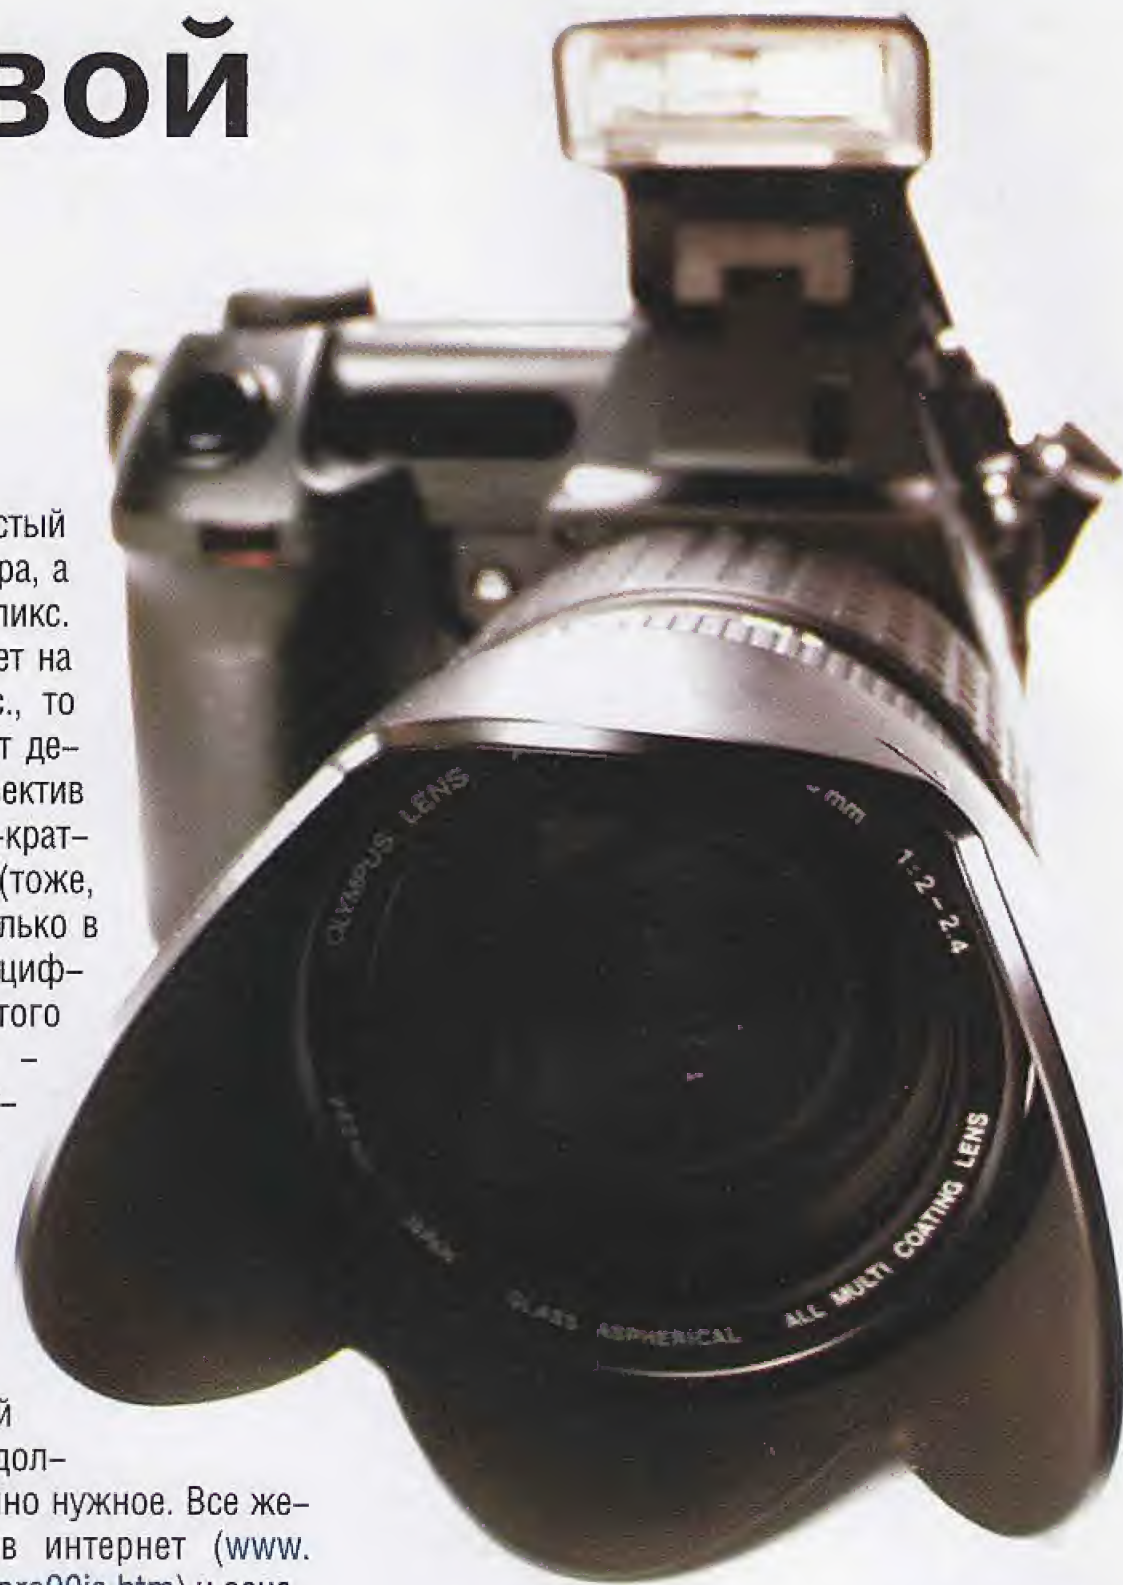 вой
стый
ра, а
пикс.
ет на
с., то
т де-
ектив
-крат-
(тоже,
лько в
циф-
того
-
-
й
дол-
но нужное. Все же-
в интернет (www.
OLYMPUS LENS
mm
1:2-2.4
JAPAN
GLASS ASPHERICAL
ALL MULTI COATING LENS